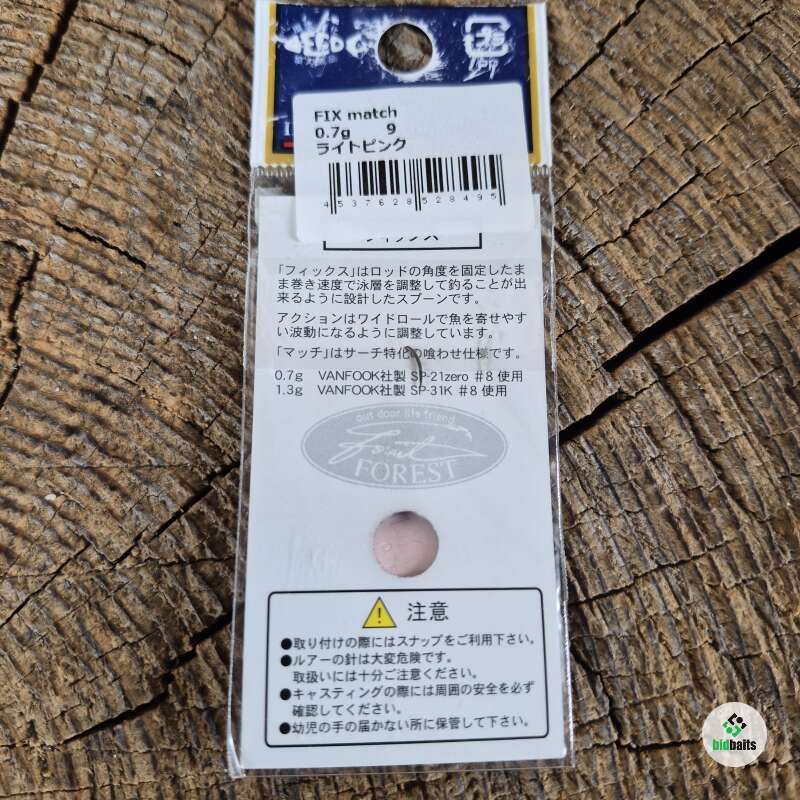 FIX match
0.7g 9
ライトピンク
4537628528495
「フィックス」はロッドの角度を固定したま
ま巻き速度で泳層を調整して釣ることが出
来るように設計したスプーンです。
アクションはワイドロールで魚を寄せやす
い波動になるように調整しています。
「マッチ」はサーチ特化の喰わせ仕様です。
0.7g VANFOOK社製 SP-21zero #8使用
1.3g VANFOOK社製 SP-31K #8使用
out door life friend
FOREST
注意
●取り付けの際にはスナップをご利用下さい。
●ルアーの針は大変危険です。
取扱いには十分ご注意ください。
●キャスティングの際には周囲の安全を必ず
確認してください。
●幼児の手の届かない所に保管して下さい。
bidbaits